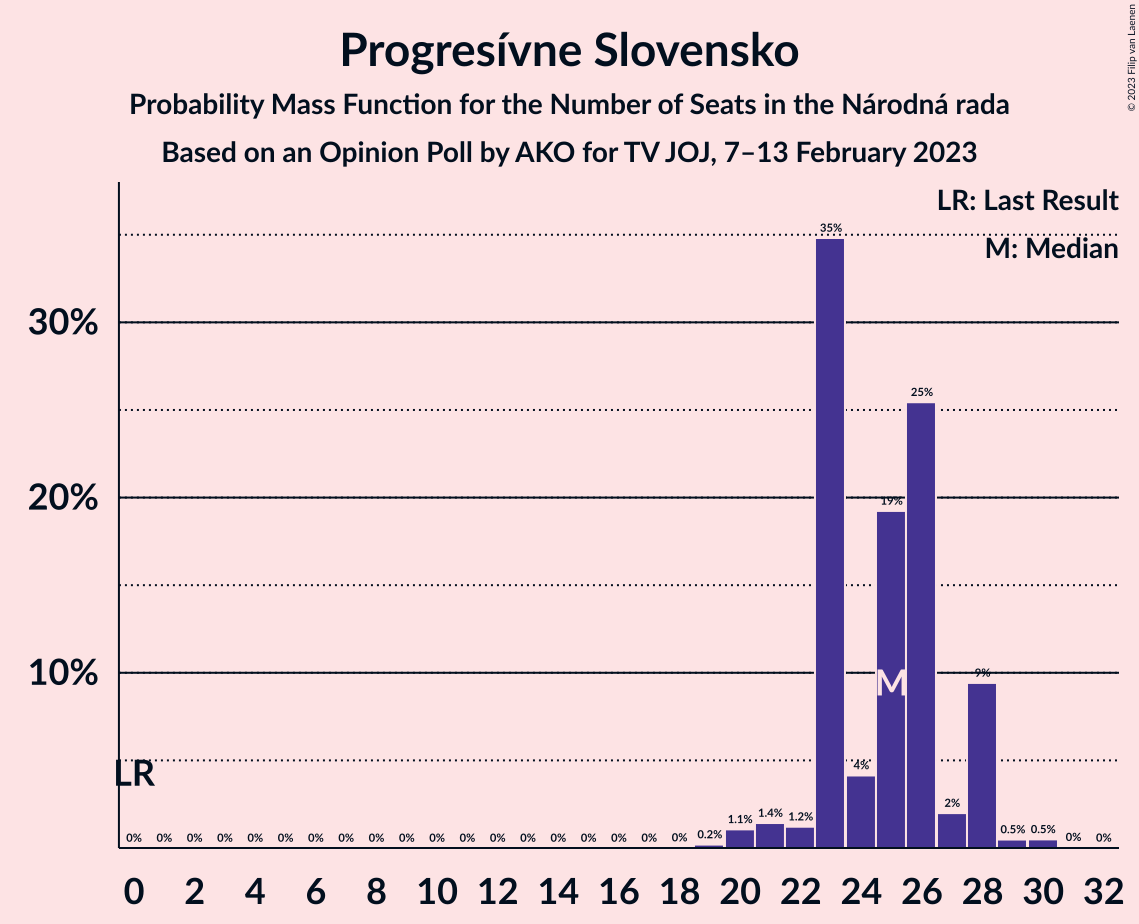 Progresívne Slovensko
Probability Mass Function for the Number of Seats in the Národná rada
Based on an Opinion Poll by AKO for TV JOJ, 7–13 February 2023
© 2023 Filip van Laenen
LR: Last Result
M: Median
30%
20%
10%
LR
M
0% 0% 0% 0% 0% 0% 0% 0% 0% 0% 0% 0% 0% 0% 0% 0% 0% 0% 0% 0.2% 1.1% 1.4% 1.2% 35% 4% 19% 25% 2% 9% 0.5% 0.5% 0% 0%
0 2 4 6 8 10 12 14 16 18 20 22 24 26 28 30 32